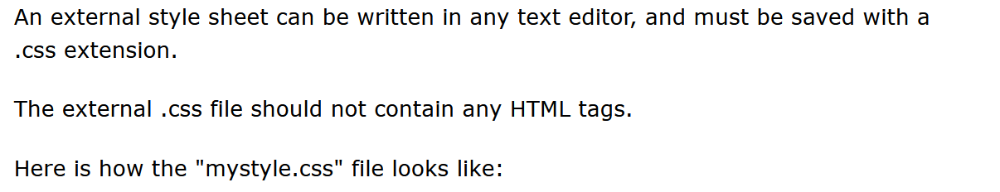 An external style sheet can be written in any text editor, and must be saved with a
.css extension.
The external .css file should not contain any HTML tags.
Here is how the "mystyle.css" file looks like: